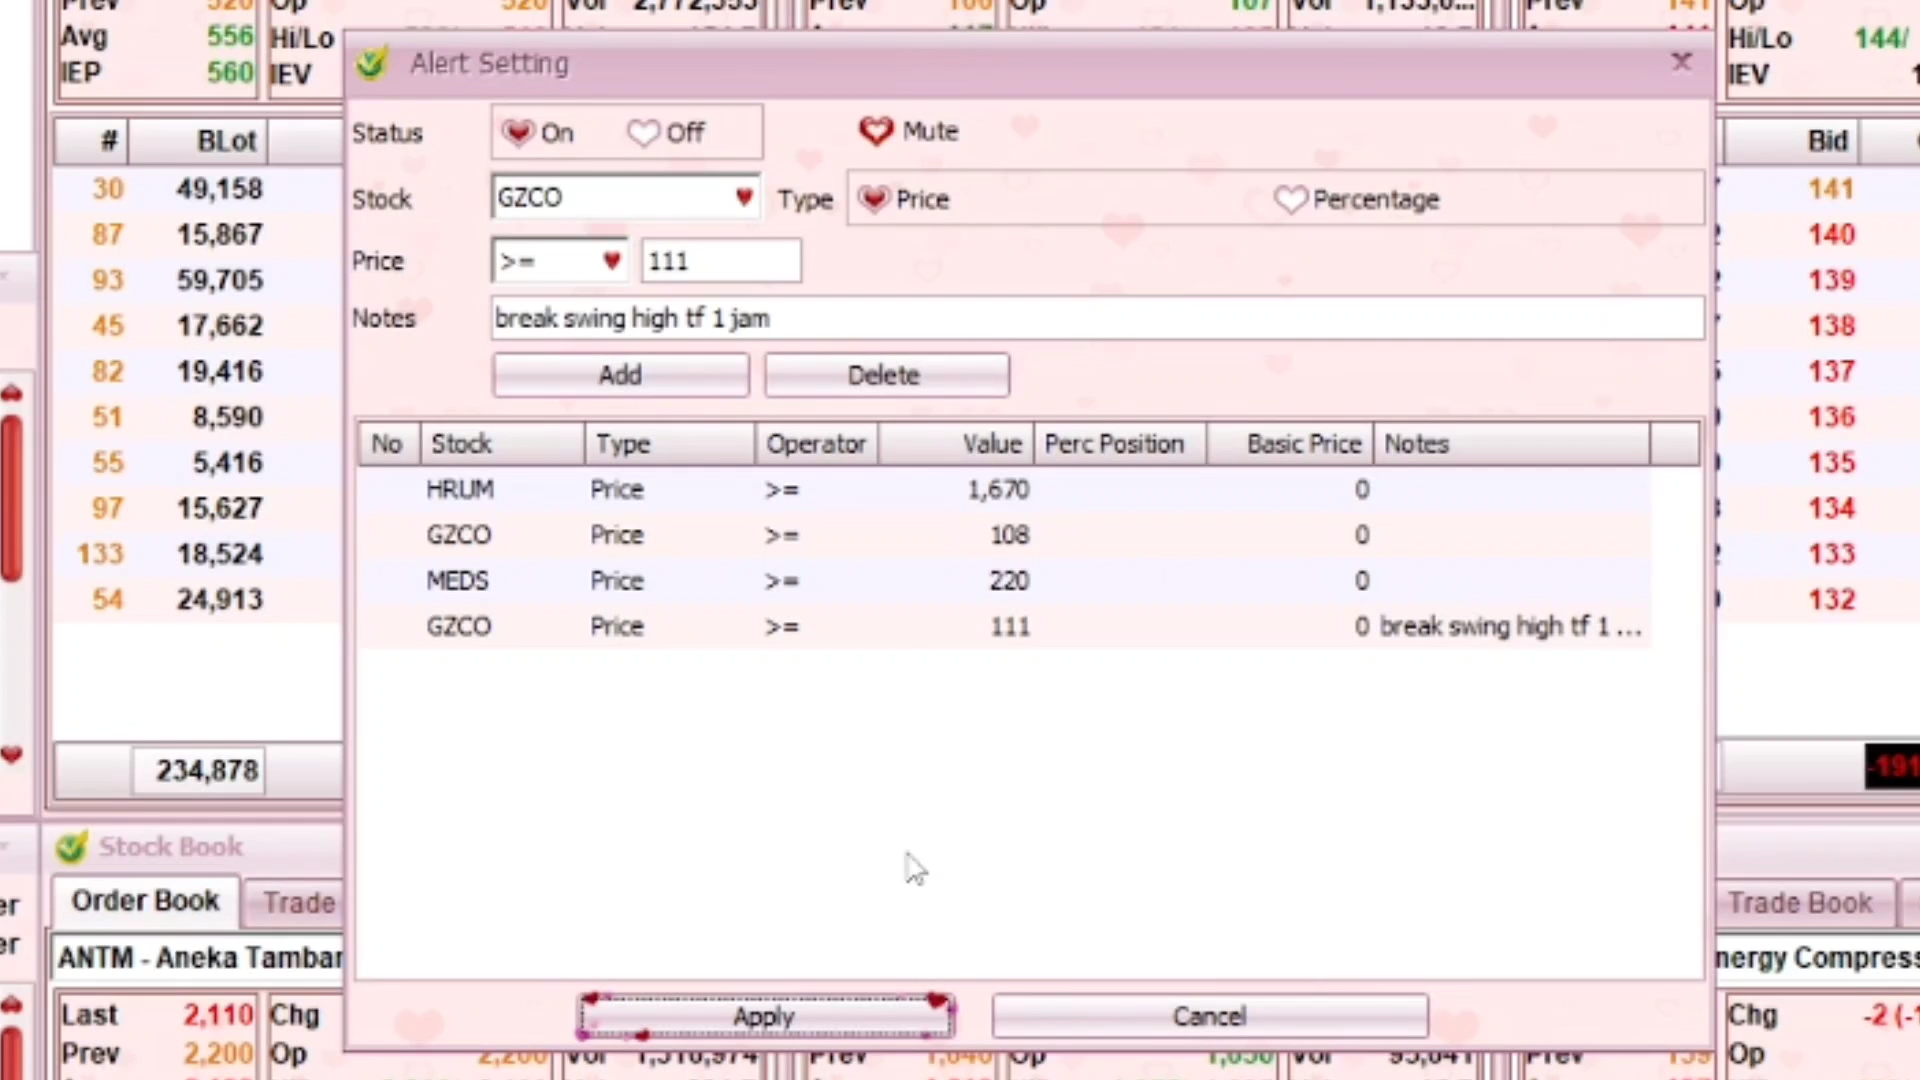 Avg 556 Hi/Lo
IEP 560 IEV
# BLot
30 49,158
87 15,867
93 59,705
45 17,662
82 19,416
51 8,590
55 5,416
97 15,627
133 18,524
54 24,913
234,878
Alert Setting
Status On Off Mute
Stock GZCO Type Price Percentage
Price >= 111
Notes break swing high tf 1 jam
Add Delete
No Stock Type Operator Value Perc Position Basic Price Notes
HRUM Price >= 1,670 0
GZCO Price >= 108 0
MEDS Price >= 220 0
GZCO Price >= 111 0 break swing high tf 1 ...
Apply Cancel
Hi/Lo 144/
IEV
Bid
141
140
139
138
137
136
135
134
133
132
-191
Stock Book
Order Book Trade
ANTM - Aneka Tambar
Last 2,110 Chg
Prev 2,200 Op
Trade Book
nergy Compress
Chg -2 (-
Op